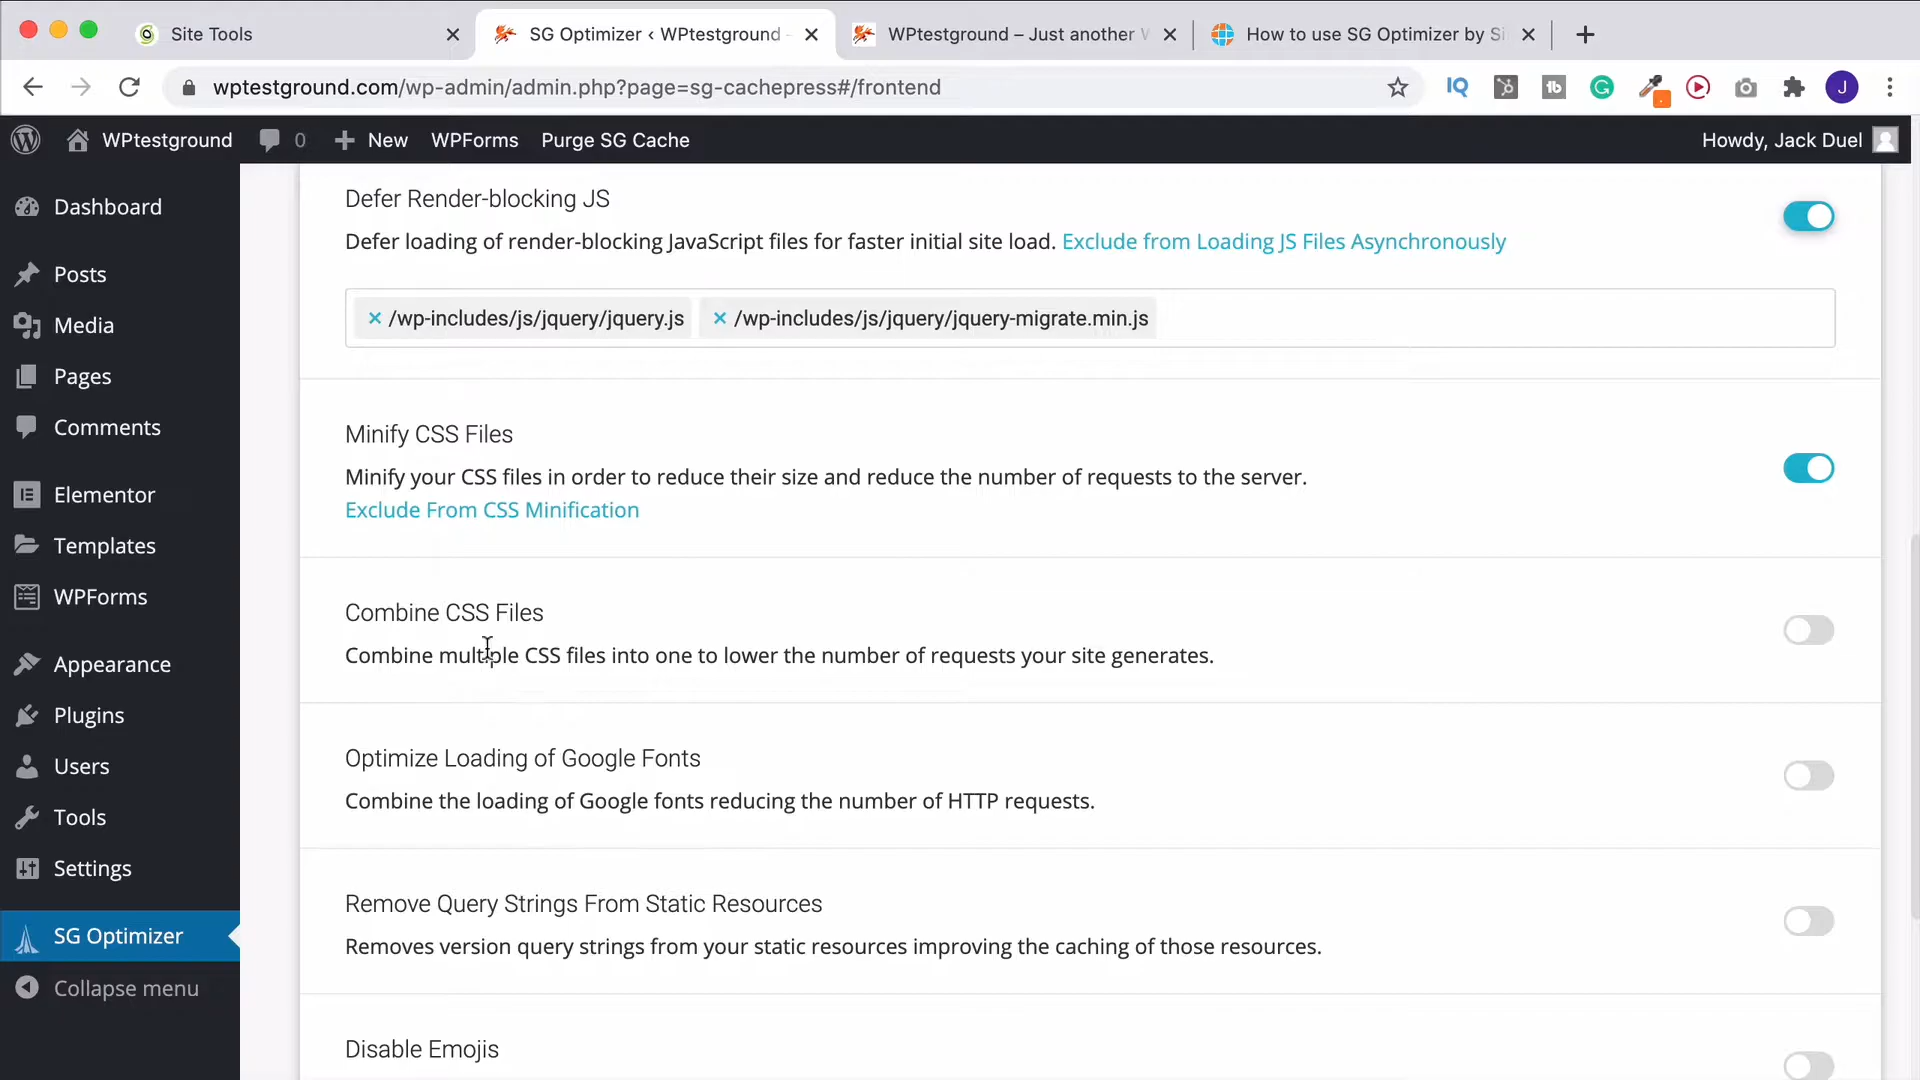 Site Tools
SG Optimizer ‹ WPtestground
WPtestground – Just another
How to use SG Optimizer by Si
wptestground.com/wp-admin/admin.php?page=sg-cachepress#/frontend
IQ
tb
J
WPtestground
0
New
WPForms
Purge SG Cache
Howdy, Jack Duel
Dashboard
Posts
Media
Pages
Comments
Elementor
Templates
WPForms
Appearance
Plugins
Users
Tools
Settings
SG Optimizer
Collapse menu
Defer Render-blocking JS
Defer loading of render-blocking JavaScript files for faster initial site load. Exclude from Loading JS Files Asynchronously
× /wp-includes/js/jquery/jquery.js × /wp-includes/js/jquery/jquery-migrate.min.js
Minify CSS Files
Minify your CSS files in order to reduce their size and reduce the number of requests to the server.
Exclude From CSS Minification
Combine CSS Files
Combine multiple CSS files into one to lower the number of requests your site generates.
Optimize Loading of Google Fonts
Combine the loading of Google fonts reducing the number of HTTP requests.
Remove Query Strings From Static Resources
Removes version query strings from your static resources improving the caching of those resources.
Disable Emojis